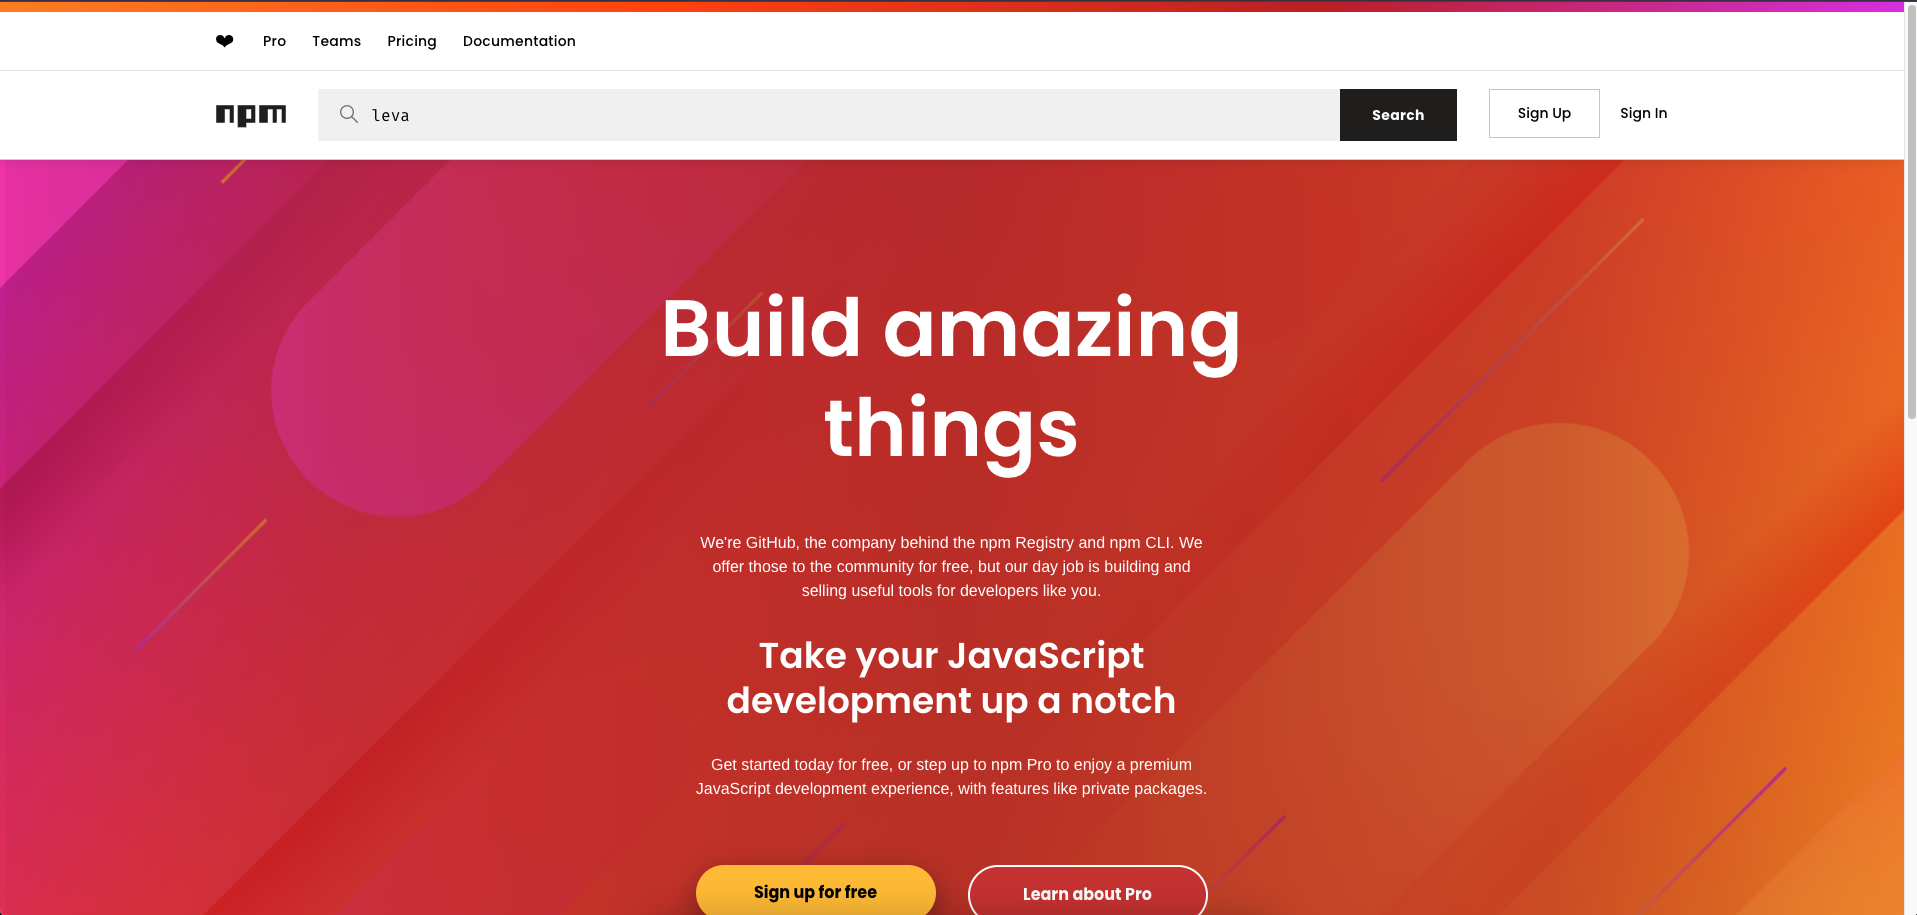 ❤ Pro Teams Pricing Documentation
npm leva Search Sign Up Sign In
Build amazing
things
We're GitHub, the company behind the npm Registry and npm CLI. We
offer those to the community for free, but our day job is building and
selling useful tools for developers like you.
Take your JavaScript
development up a notch
Get started today for free, or step up to npm Pro to enjoy a premium
JavaScript development experience, with features like private packages.
Sign up for free Learn about Pro